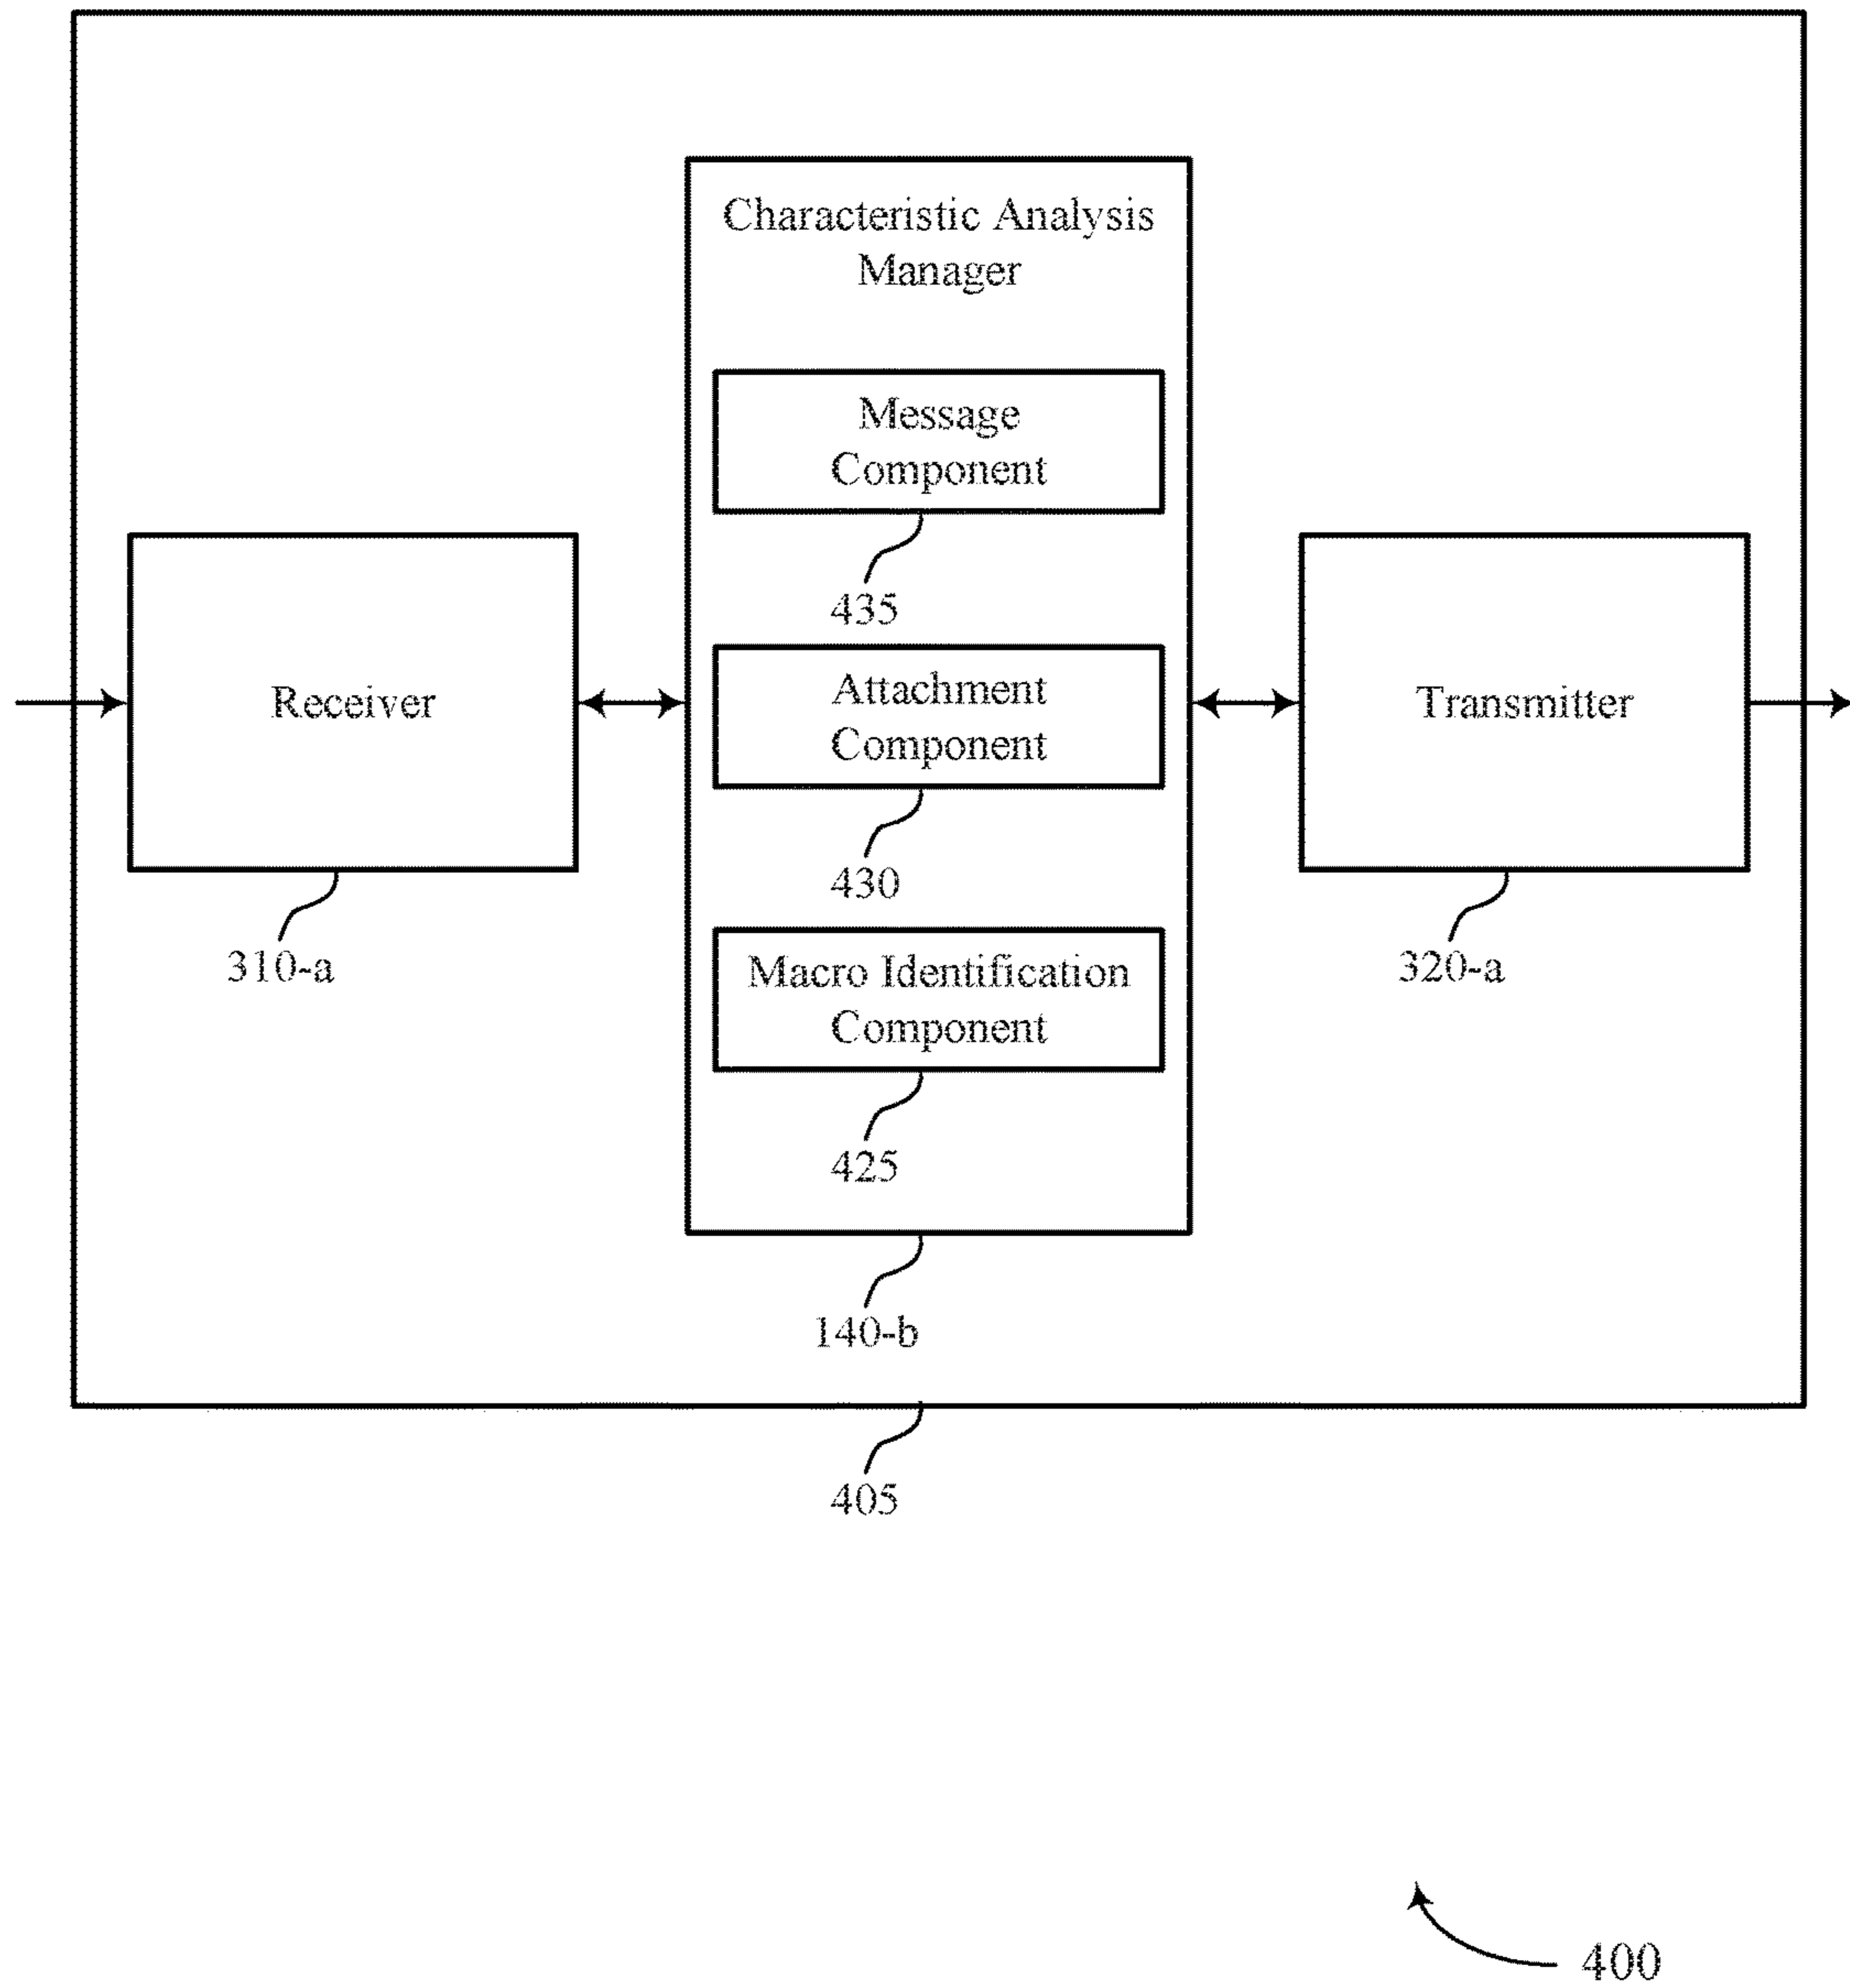 Characteristic Analysis
Manager
Message
Component
435
Receiver
310-a
Attachment
Component
430
Transmitter
320-a
Macro Identification
Component
425
140-b
405
400